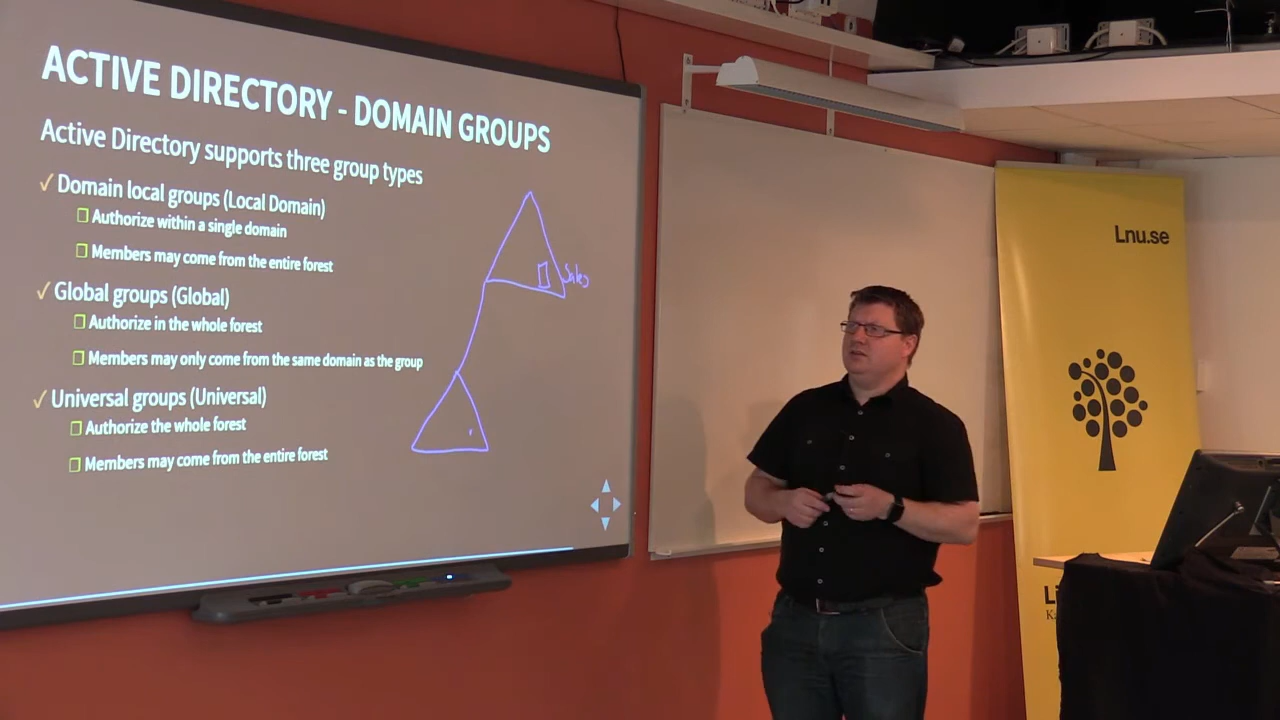 ACTIVE DIRECTORY - DOMAIN GROUPS
Active Directory supports three group types
✓ Domain local groups (Local Domain)
Authorize within a single domain
Members may come from the entire forest
✓ Global groups (Global)
Authorize in the whole forest
Members may only come from the same domain as the group
✓ Universal groups (Universal)
Authorize the whole forest
Members may come from the entire forest
Sales
Lnu.se